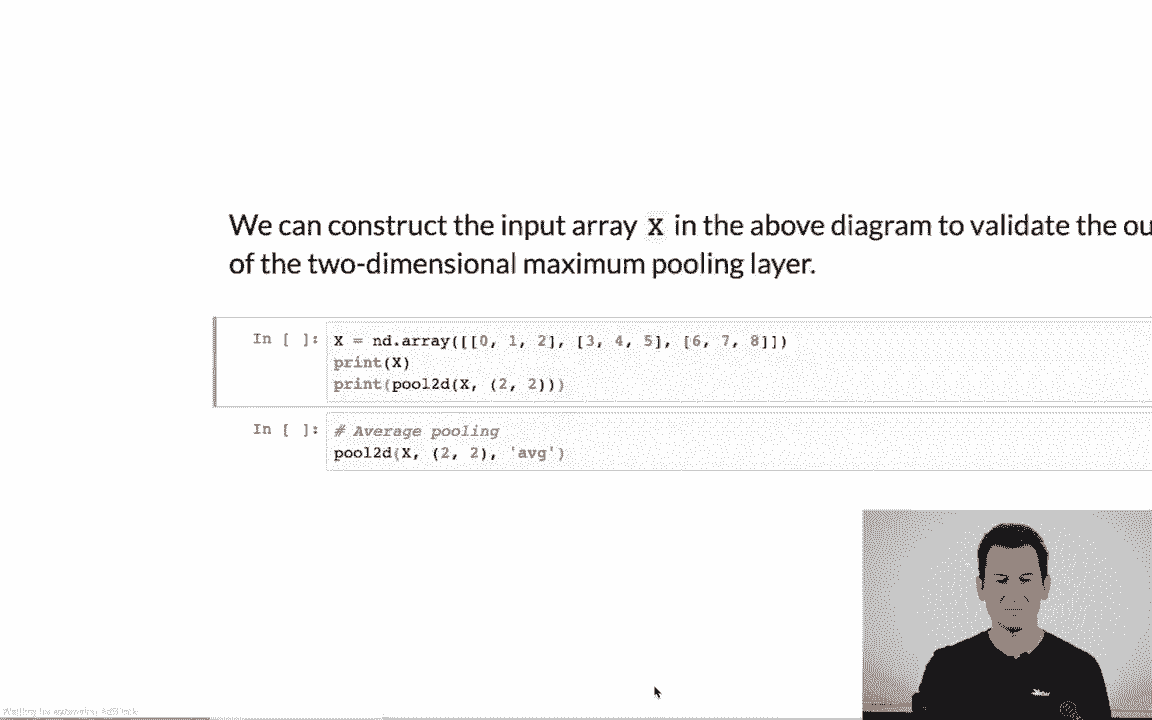 We can construct the input array X in the above diagram to validate the ou
of the two-dimensional maximum pooling layer.
In [ ]: X = nd.array([[0, 1, 2], [3, 4, 5], [6, 7, 8]])
print(X)
print(pool2d(X, (2, 2)))
In [ ]: # Average pooling
pool2d(X, (2, 2), 'avg')